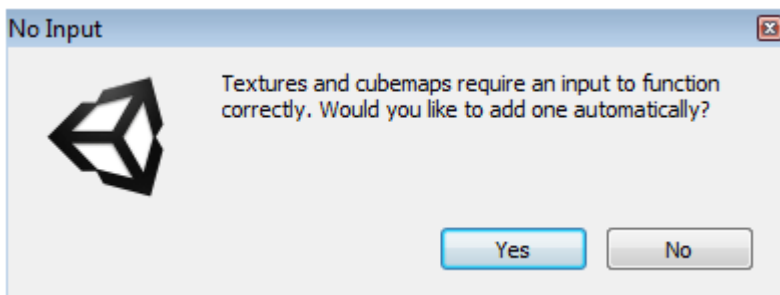 No Input
Textures and cubemaps require an input to function
correctly. Would you like to add one automatically?
Yes
No